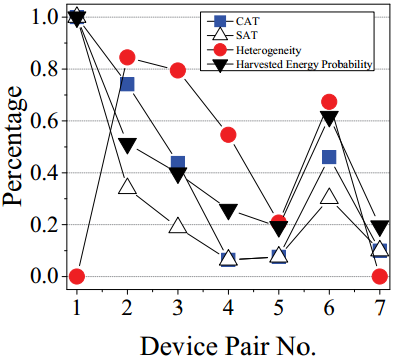 CAT
SAT
Heterogeneity
Harvested Energy Probability
Percentage
1.0
0.8
0.6
0.4
0.2
0.0
1 2 3 4 5 6 7
Device Pair No.